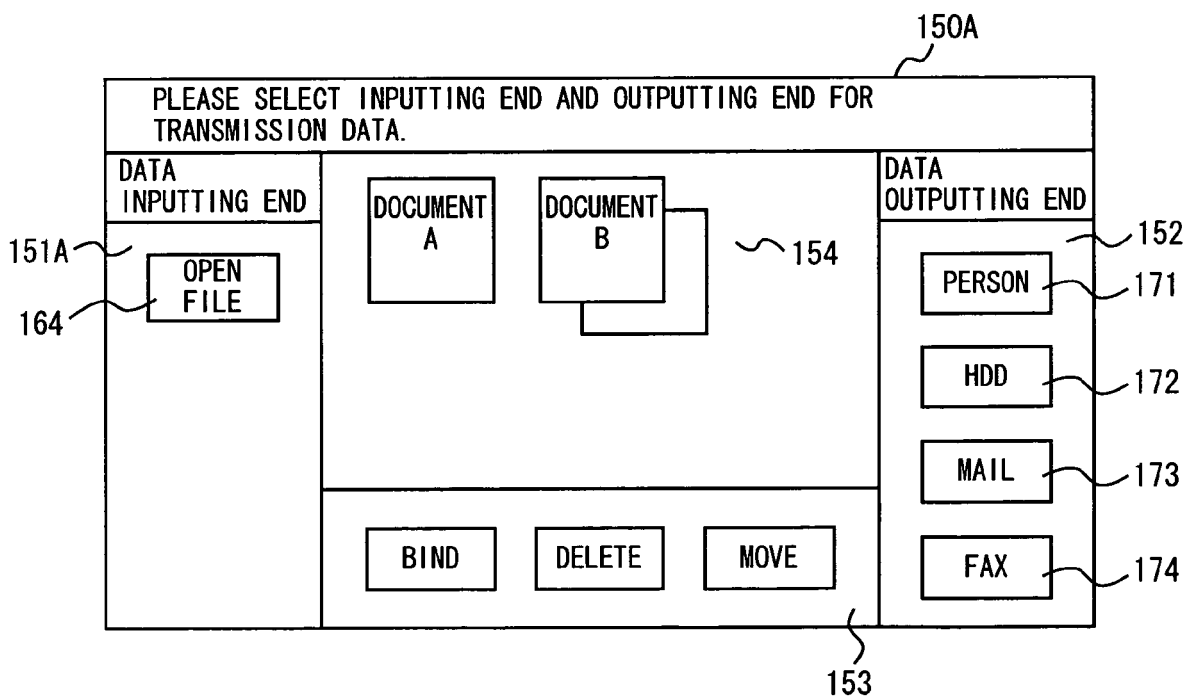 150A
PLEASE SELECT INPUTTING END AND OUTPUTTING END FOR
TRANSMISSION DATA.
DATA
INPUTTING END
DATA
OUTPUTTING END
151A
OPEN
FILE
164
DOCUMENT
A
DOCUMENT
B
154
152
PERSON
171
HDD
172
MAIL
173
FAX
174
BIND
DELETE
MOVE
153